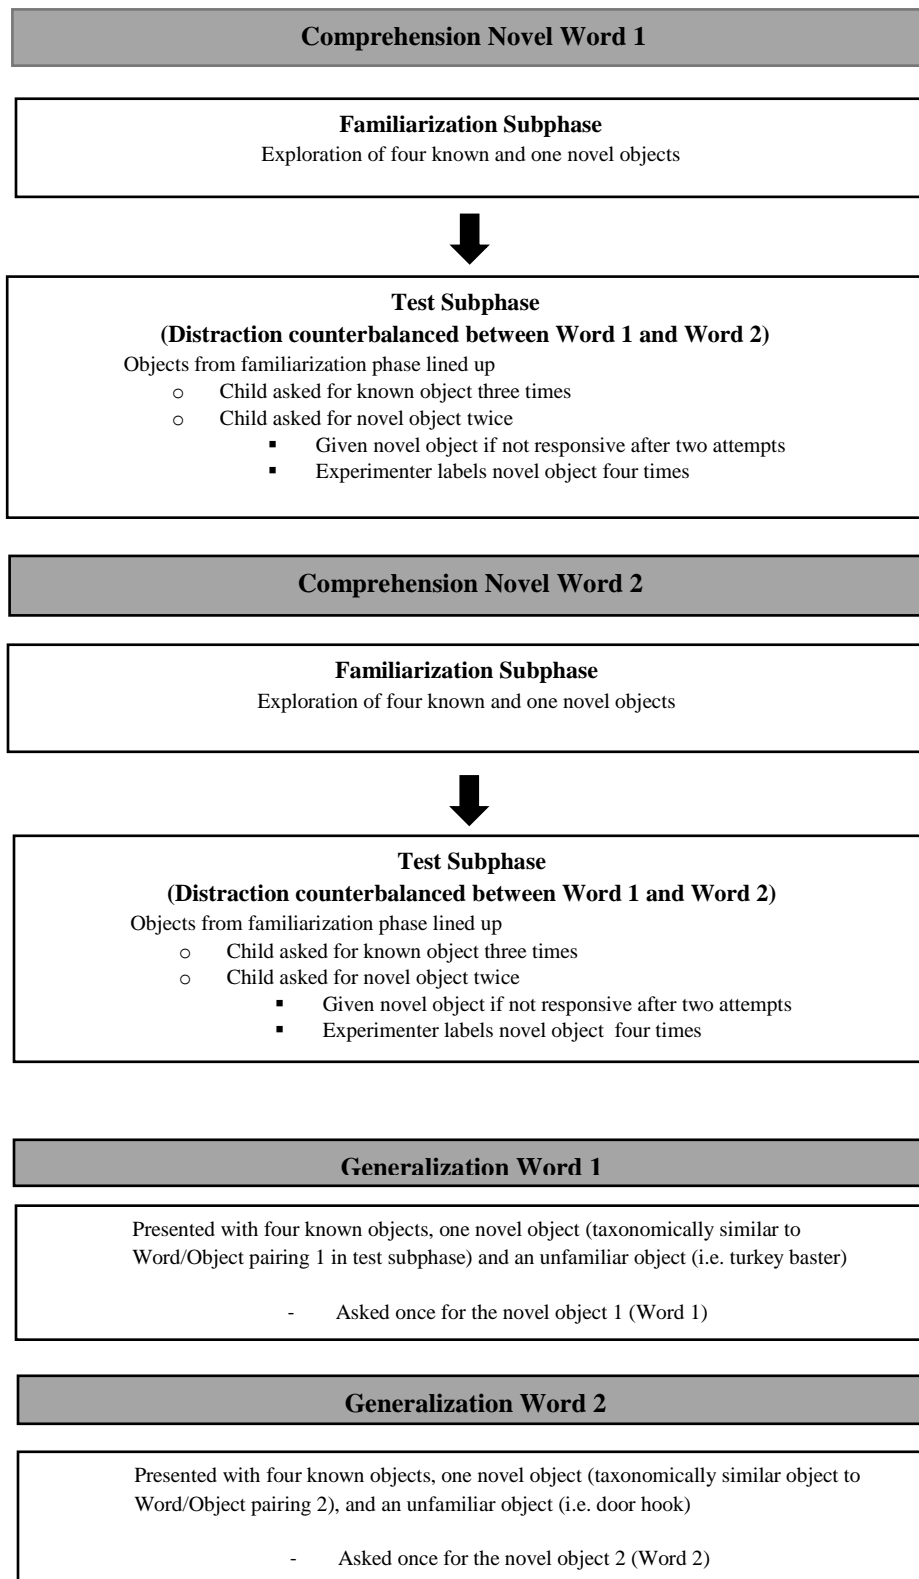 Comprehension Novel Word 1
Familiarization Subphase
Exploration of four known and one novel objects
Test Subphase
(Distraction counterbalanced between Word 1 and Word 2)
Objects from familiarization phase lined up
o Child asked for known object three times
o Child asked for novel object twice
▪ Given novel object if not responsive after two attempts
▪ Experimenter labels novel object four times
Comprehension Novel Word 2
Familiarization Subphase
Exploration of four known and one novel objects
Test Subphase
(Distraction counterbalanced between Word 1 and Word 2)
Objects from familiarization phase lined up
o Child asked for known object three times
o Child asked for novel object twice
▪ Given novel object if not responsive after two attempts
▪ Experimenter labels novel object four times
Generalization Word 1
Presented with four known objects, one novel object (taxonomically similar to
Word/Object pairing 1 in test subphase) and an unfamiliar object (i.e. turkey baster)
- Asked once for the novel object 1 (Word 1)
Generalization Word 2
Presented with four known objects, one novel object (taxonomically similar object to
Word/Object pairing 2), and an unfamiliar object (i.e. door hook)
- Asked once for the novel object 2 (Word 2)